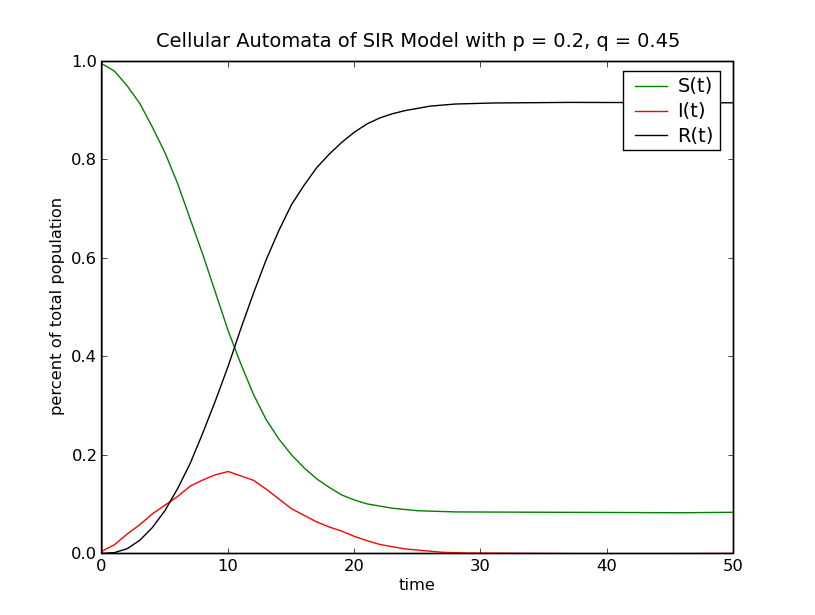 Cellular Automata of SIR Model with p = 0.2, q = 0.45
S(t)
I(t)
R(t)
1.0
0.8
0.6
0.4
0.2
0.0
percent of total population
0 10 20 30 40 50
time